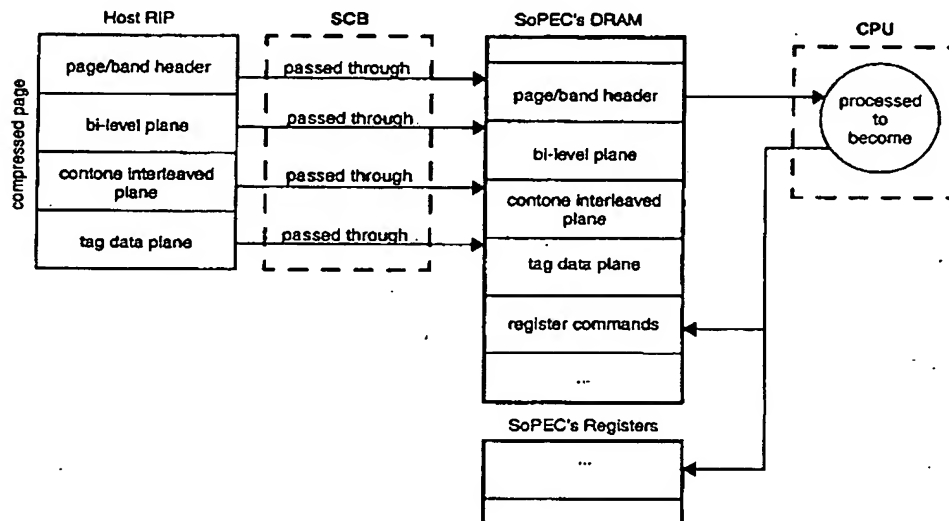 Host RIP
SCB
SoPEC's DRAM
CPU
compressed page
page/band header
bi-level plane
contone interleaved
plane
tag data plane
passed through
passed through
passed through
passed through
page/band header
bi-level plane
contone interleaved
plane
tag data plane
register commands
...
processed
to
become
SoPEC's Registers
...